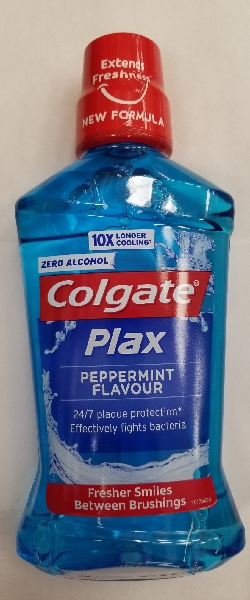 Extends
Freshness
NEW FORMULA
10X LONGER
COOLING*
ZERO ALCOHOL
Colgate®
Plax
PEPPERMINT
FLAVOUR
24/7 plaque protection*
Effectively fights bacteria
Fresher Smiles
Between Brushings